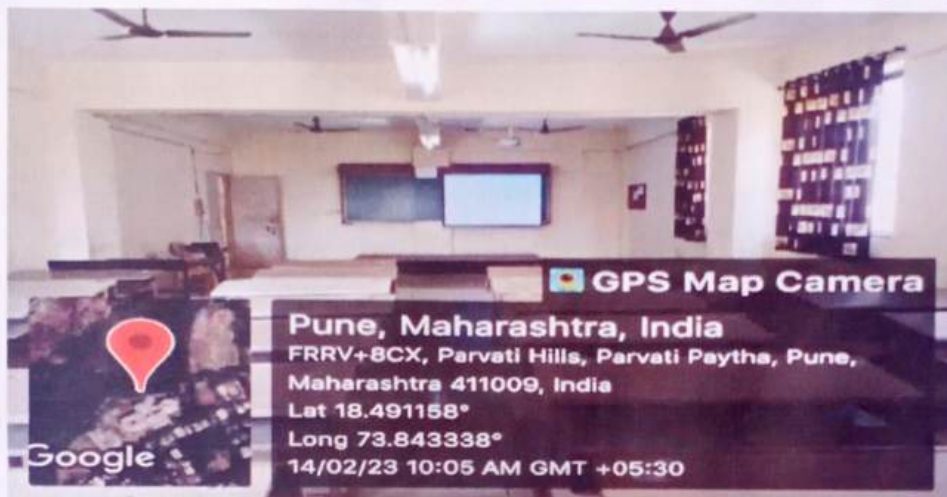 GPS Map Camera
Pune, Maharashtra, India
FRRV+8CX, Parvati Hills, Parvati Paytha, Pune,
Maharashtra 411009, India
Lat 18.491158°
Long 73.843338°
14/02/23 10:05 AM GMT +05:30
Google